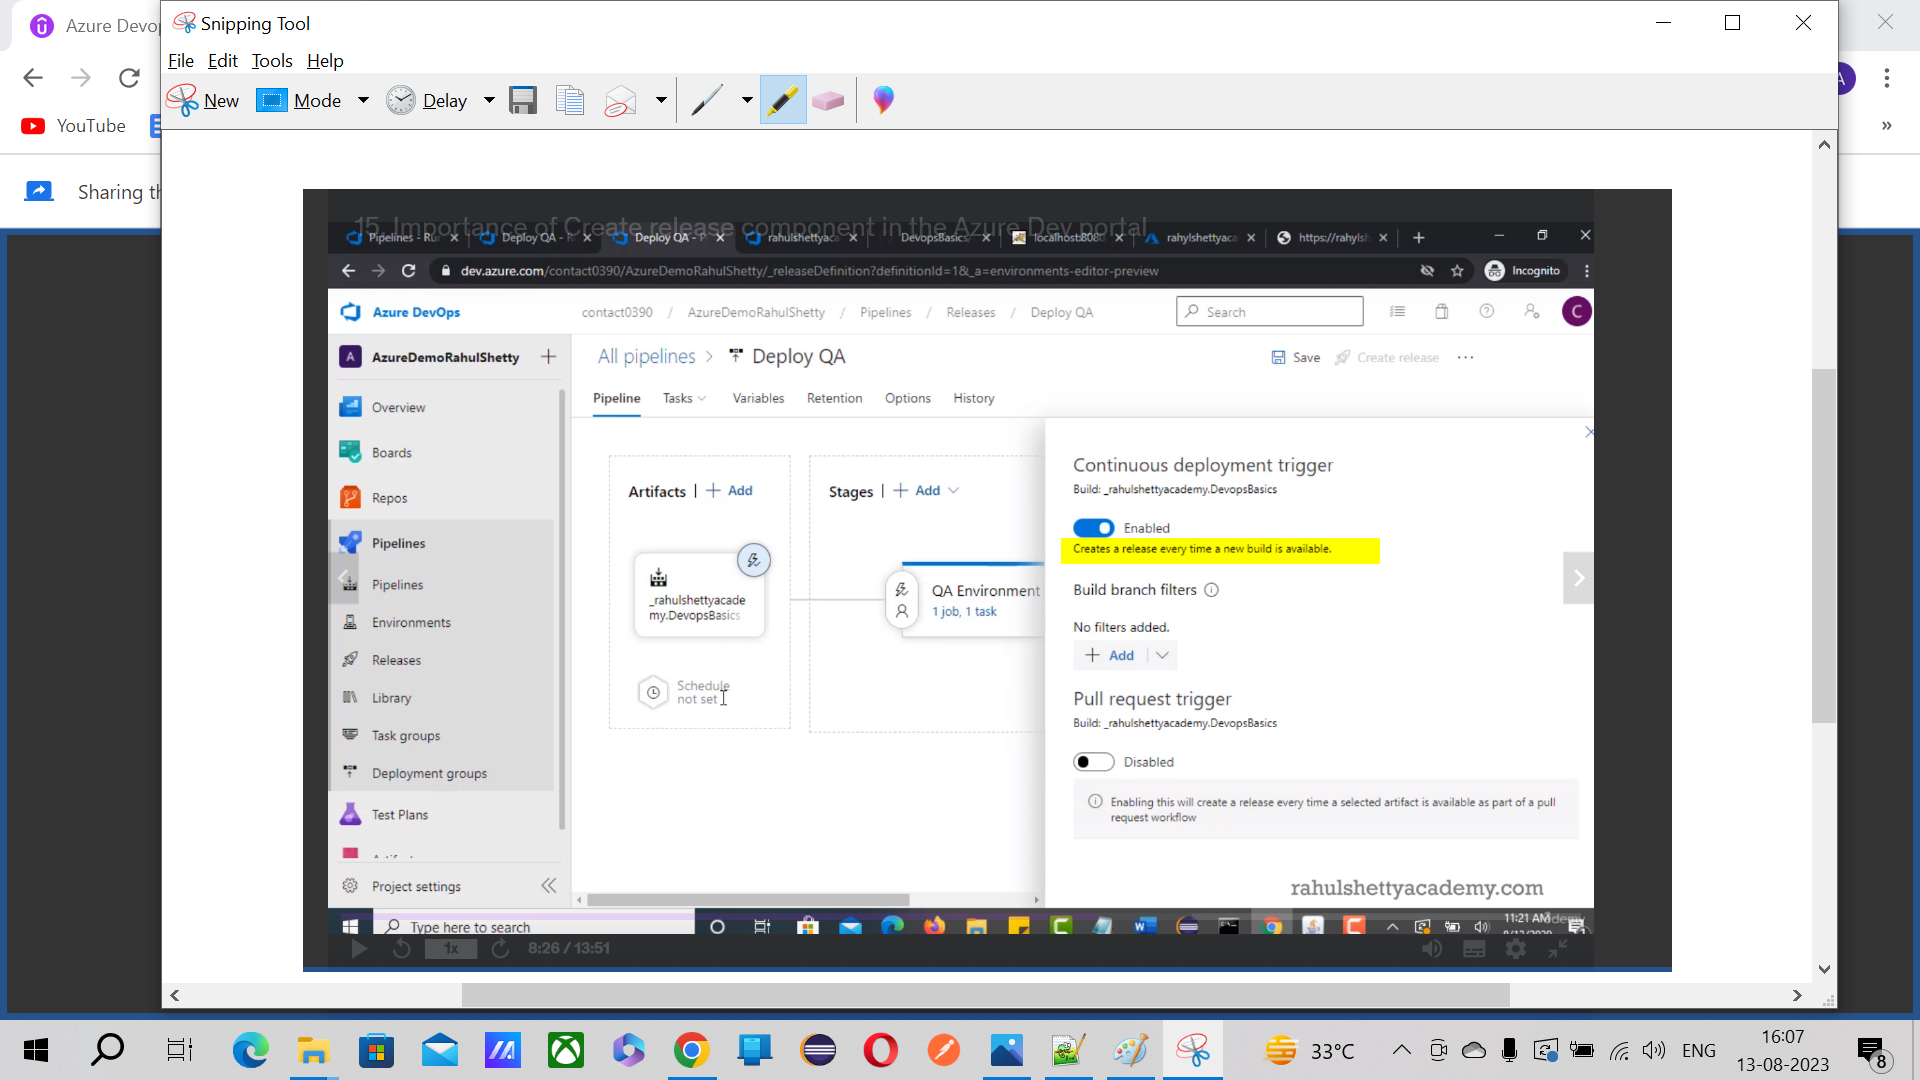 Azure Devo
Snipping Tool
File Edit Tools Help
New Mode Delay
YouTube
»
Sharing th
15. Importance of Create release component in the Azure Dev portal
Pipelines - Run Deploy QA - R Deploy QA - P rahulshettyaca DevopsBasics localhost:8080 rahylshettyaca https://rahylsh
dev.azure.com/contact0390/AzureDemoRahulShetty/_releaseDefinition?definitionId=1&_a=environments-editor-preview
Incognito
Azure DevOps
contact0390 / AzureDemoRahulShetty / Pipelines / Releases / Deploy QA
Search
C
A AzureDemoRahulShetty
All pipelines > Deploy QA
Save Create release ...
Pipeline Tasks Variables Retention Options History
Overview
Boards
Repos
Pipelines
Pipelines
Environments
Releases
Library
Task groups
Deployment groups
Test Plans
Project settings
Artifacts | + Add
_rahulshettyacade
my.DevopsBasics
Schedule
not set
Stages | + Add
QA Environment
1 job, 1 task
Continuous deployment trigger
Build: _rahulshettyacademy.DevopsBasics
Enabled
Creates a release every time a new build is available.
Build branch filters
No filters added.
+ Add
Pull request trigger
Build: _rahulshettyacademy.DevopsBasics
Disabled
Enabling this will create a release every time a selected artifact is available as part of a pull
request workflow
rahulshettyacademy.com
Type here to search
11:21 AM
1x 8:26 / 13:51
33°C
ENG
16:07
13-08-2023
8